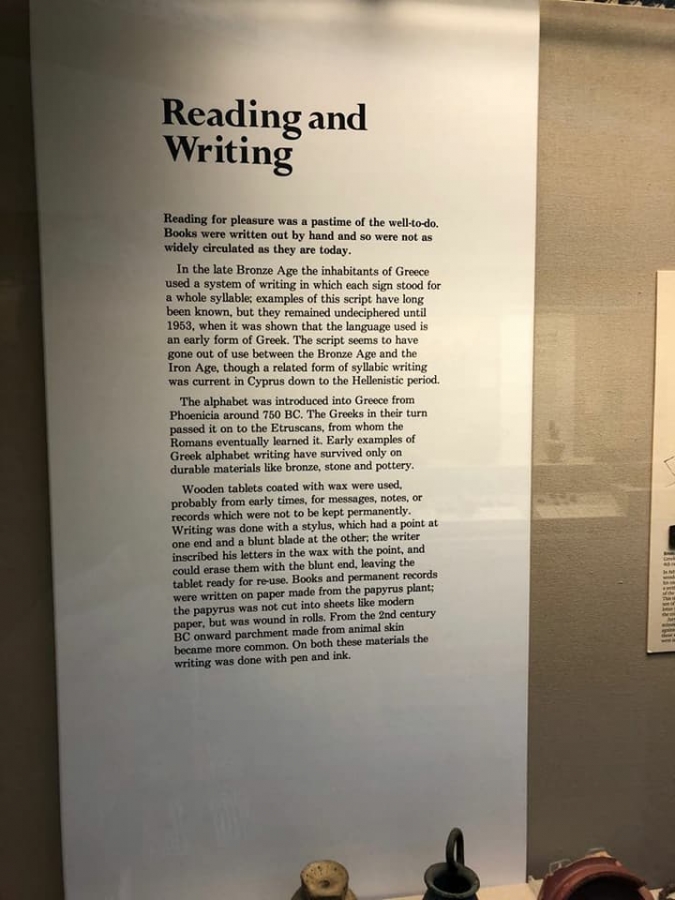 Reading and
Writing
Reading for pleasure was a pastime of the well-to-do.
Books were written out by hand and so were not as
widely circulated as they are today.
In the late Bronze Age the inhabitants of Greece
used a system of writing in which each sign stood for
a whole syllable; examples of this script have long
been known, but they remained undeciphered until
1953, when it was shown that the language used is
an early form of Greek. The script seems to have
gone out of use between the Bronze Age and the
Iron Age, though a related form of syllabic writing
was current in Cyprus down to the Hellenistic period.
The alphabet was introduced into Greece from
Phoenicia around 750 BC. The Greeks in their turn
passed it on to the Etruscans, from whom the
Romans eventually learned it. Early examples of
Greek alphabet writing have survived only on
durable materials like bronze, stone and pottery.
Wooden tablets coated with wax were used,
probably from early times, for messages, notes, or
records which were not to be kept permanently.
Writing was done with a stylus, which had a point at
one end and a blunt blade at the other; the writer
inscribed his letters in the wax with the point, and
could erase them with the blunt end, leaving the
tablet ready for re-use. Books and permanent records
were written on paper made from the papyrus plant;
the papyrus was not cut into sheets like modern
paper, but was wound in rolls. From the 2nd century
BC onward parchment made from animal skin
became more common. On both these materials the
writing was done with pen and ink.